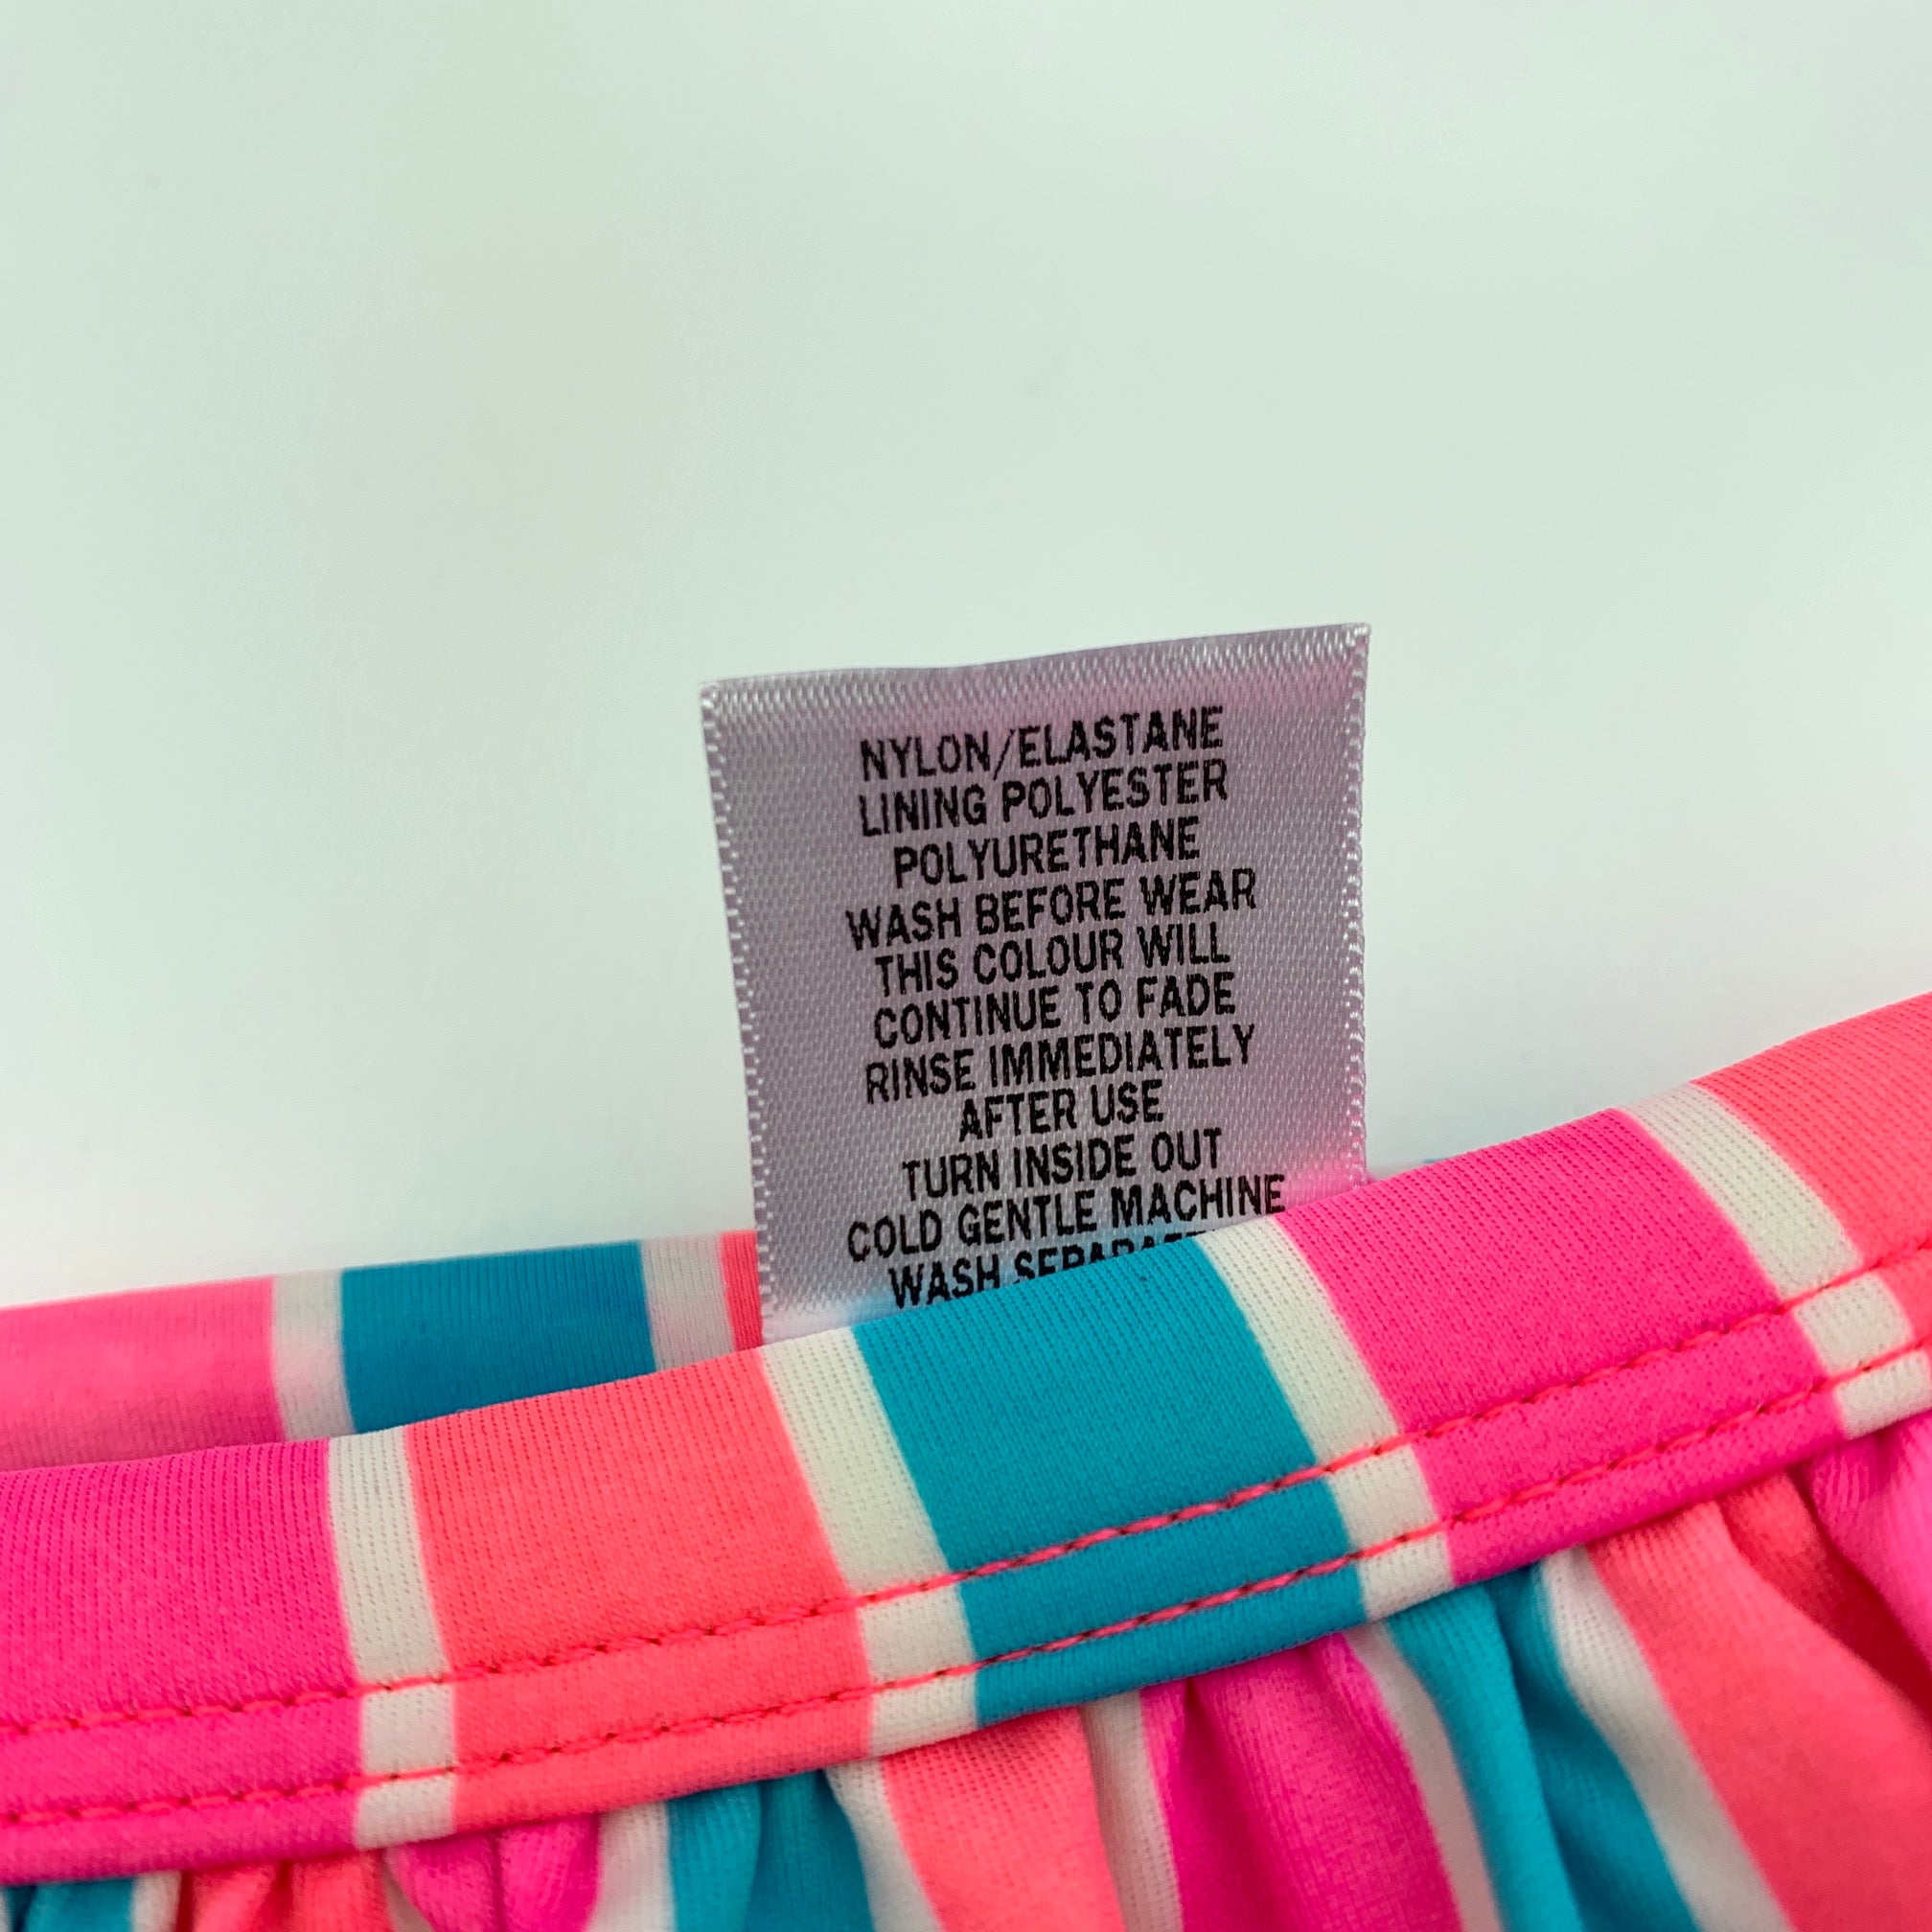 NYLON/ELASTANE
LINING POLYESTER
POLYURETHANE
WASH BEFORE WEAR
THIS COLOUR WILL
CONTINUE TO FADE
RINSE IMMEDIATELY
AFTER USE
TURN INSIDE OUT
COLD GENTLE MACHINE
WASH